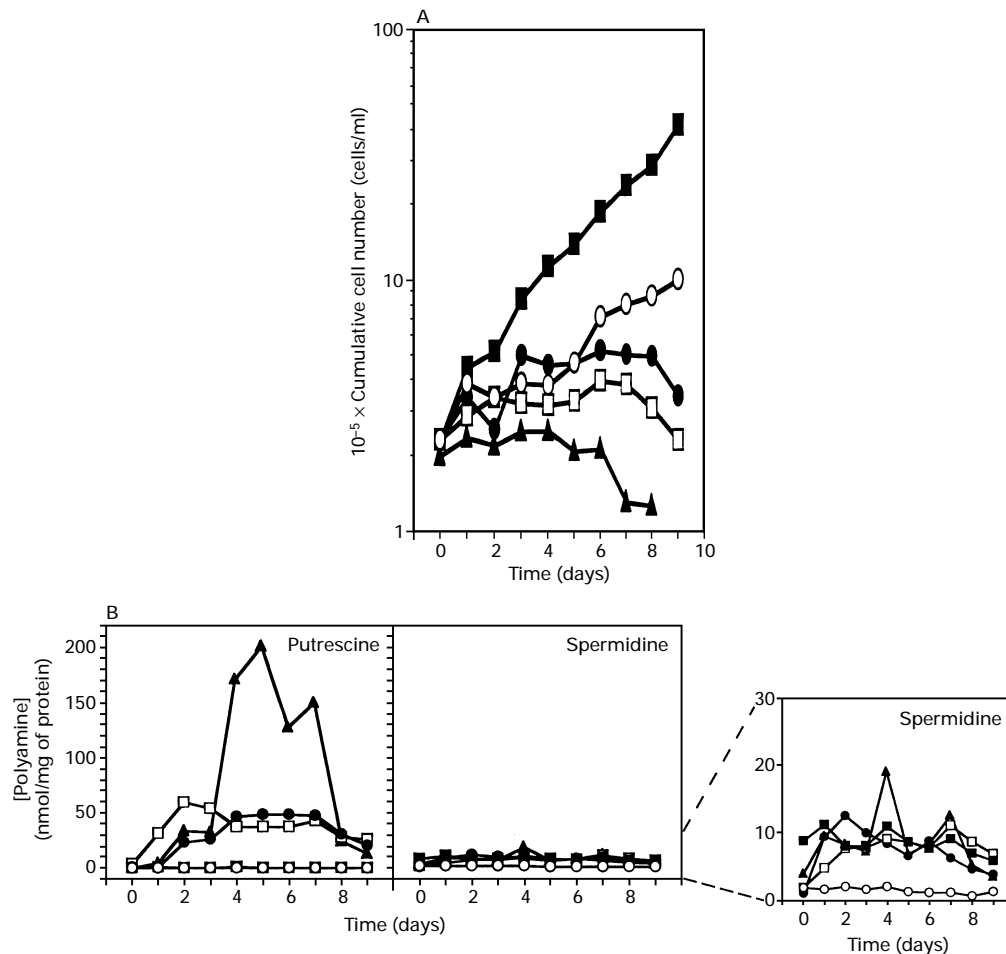 A
100
10
1
10⁻⁵ × Cumulative cell number (cells/ml)
0 2 4 6 8 10
Time (days)
B
Putrescine
Spermidine
200
150
100
50
0
[Polyamine]
(nmol/mg of protein)
0 2 4 6 8
0 2 4 6 8
Time (days)
30
20
10
0
Spermidine
0 2 4 6 8
Time (days)